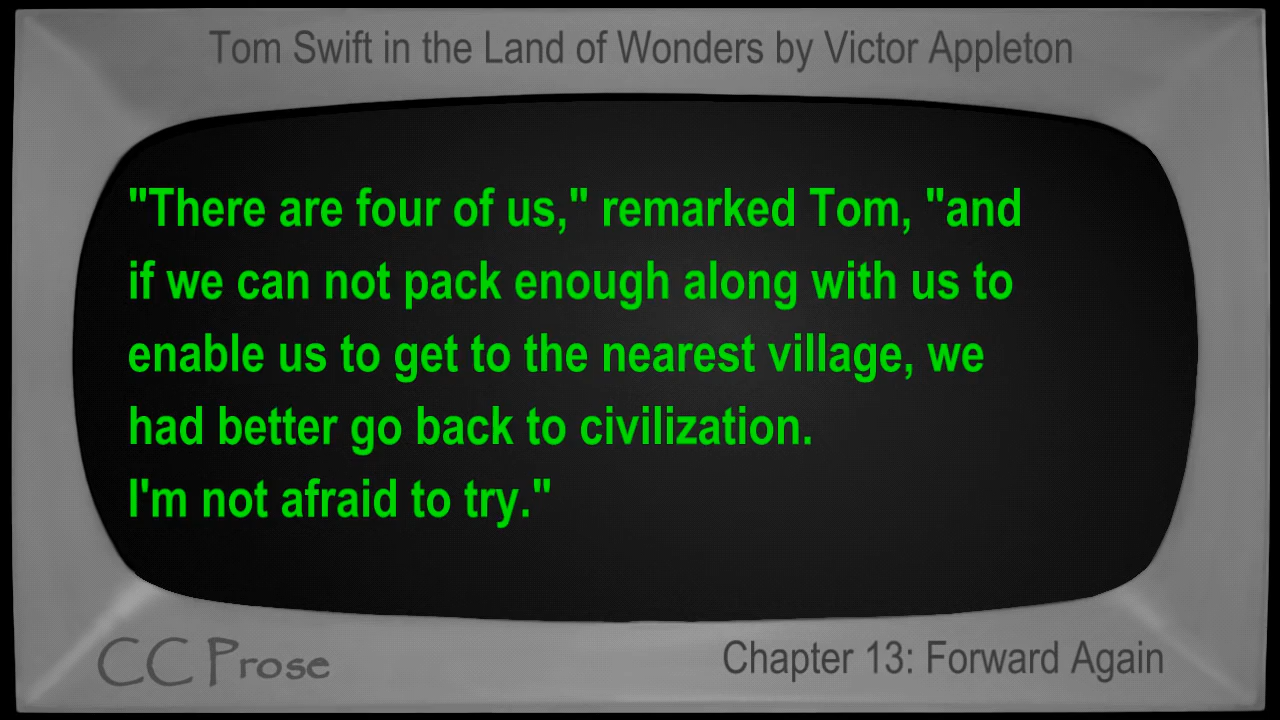 Tom Swift in the Land of Wonders by Victor Appleton
"There are four of us," remarked Tom, "and
if we can not pack enough along with us to
enable us to get to the nearest village, we
had better go back to civilization.
I'm not afraid to try."
CC Prose
Chapter 13: Forward Again